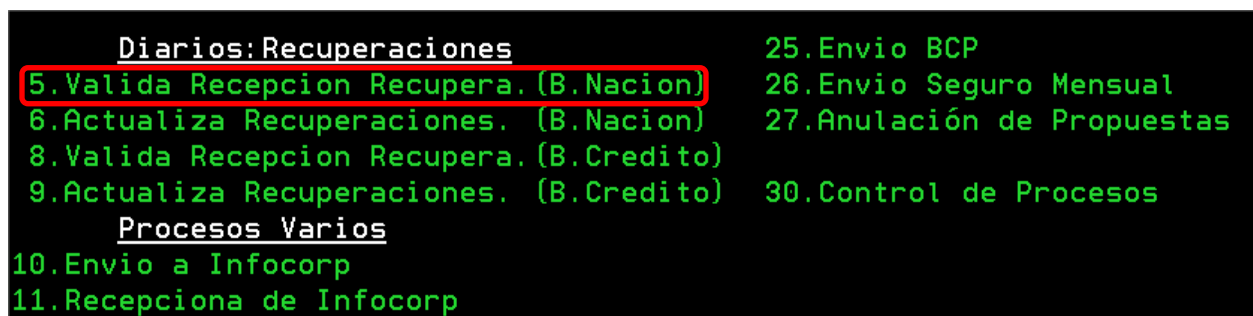 Diarios:Recuperaciones 25.Envio BCP
5.Valida Recepcion Recupera.(B.Nacion) 26.Envio Seguro Mensual
6.Actualiza Recuperaciones. (B.Nacion) 27.Anulación de Propuestas
8.Valida Recepcion Recupera.(B.Credito)
9.Actualiza Recuperaciones. (B.Credito) 30.Control de Procesos
Procesos Varios
10.Envio a Infocorp
11.Recepciona de Infocorp